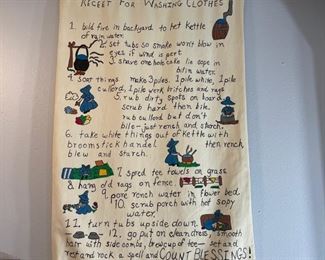 RECEET FOR WASHING CLOTHES
1. bild fire in backyard to het kettle
of rain water.
2. set tubs so smoke won't blow in
eyes if wind is pert.
3. shave one hole cake lie sope in
bilin water.
4. sort things make 3 piles. 1 pile white, 1 pile
cullord, 1 pile work britches and rags.
5. rub dirty spots on board
scrub hard then bile.
rub cullord but don't
bile - just rench and starch.
6. take white things out of kettle with
broomstick handel then rench,
blew and starch.
7. spred tee towels on grass
8. hang old rags on fence
9. pore rench water in flower bed.
10. scrub porch with hot sopy
water.
11. turn tubs upside down
12. go put on clean dress, smooth
hair with side combs, brew cup of tee - set and
rest and rock a spell and COUNT BLESSINGS!